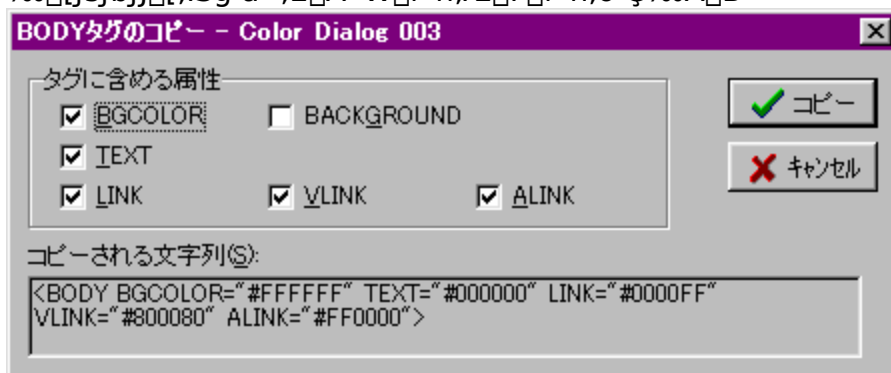 BODYタグのコピー - Color Dialog 003
タグに含める属性
BGCOLOR BACKGROUND
コピー
TEXT
キャンセル
LINK VLINK ALINK
コピーされる文字列(S):
<BODY BGCOLOR="#FFFFFF" TEXT="#000000" LINK="#0000FF"
VLINK="#800080" ALINK="#FF0000">